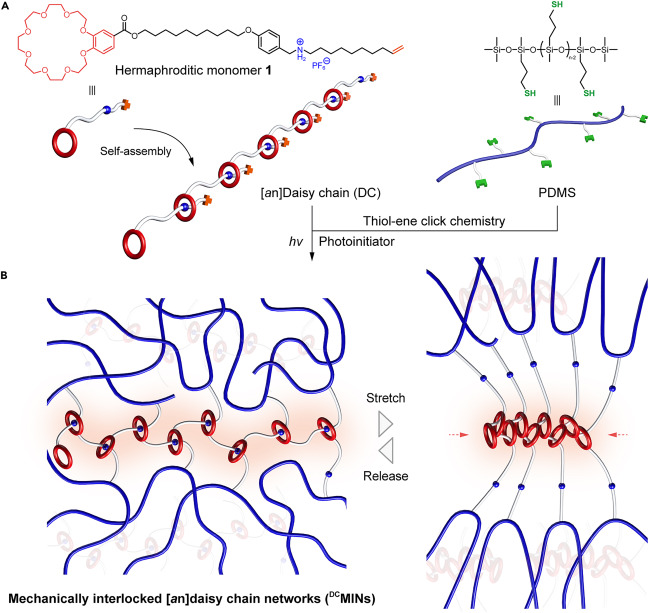 A
O
O
O
O
O
O
O
O
O
O
O
N
H₂
+
PF₆⁻
Hermaphroditic monomer 1
SH
SH
Si O Si O Si O Si O Si
n-2
SH
Self-assembly
[an]Daisy chain (DC)
PDMS
Thiol-ene click chemistry
hv
Photoinitiator
B
Stretch
Release
Mechanically interlocked [an]daisy chain networks (ᴰᶜMINs)